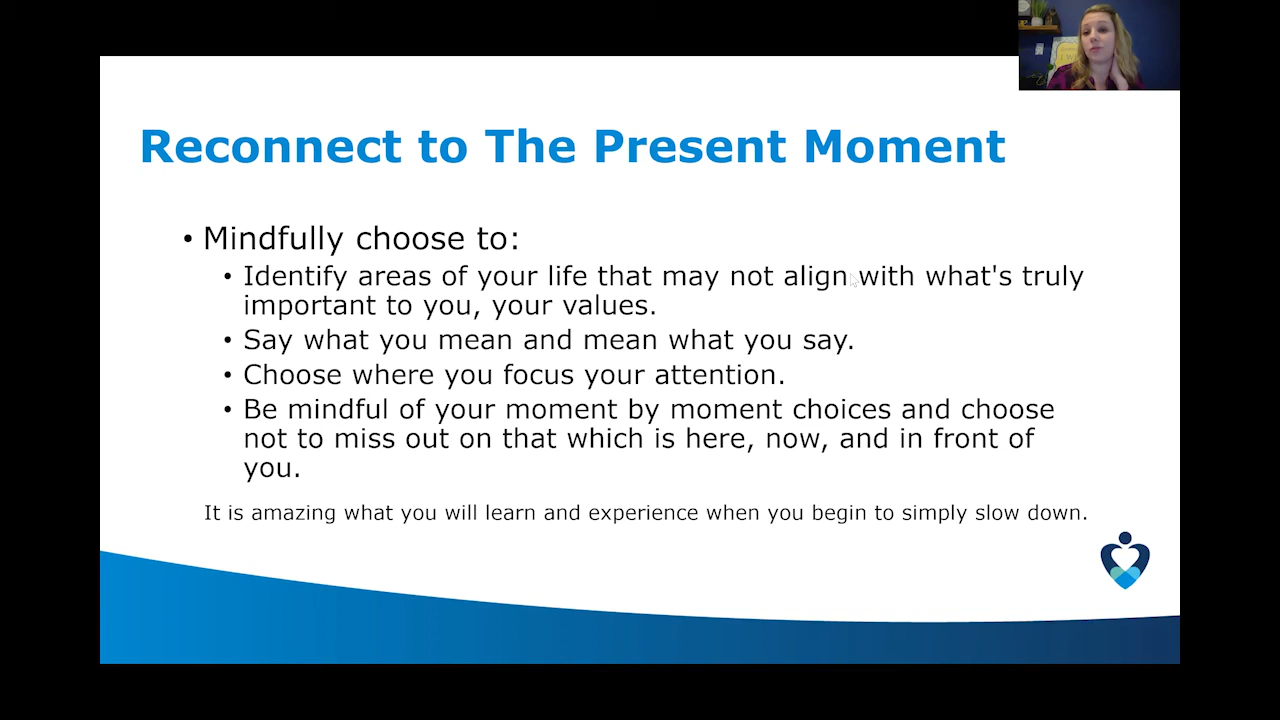 Reconnect to The Present Moment
• Mindfully choose to:
• Identify areas of your life that may not align with what's truly
important to you, your values.
• Say what you mean and mean what you say.
• Choose where you focus your attention.
• Be mindful of your moment by moment choices and choose
not to miss out on that which is here, now, and in front of
you.
It is amazing what you will learn and experience when you begin to simply slow down.